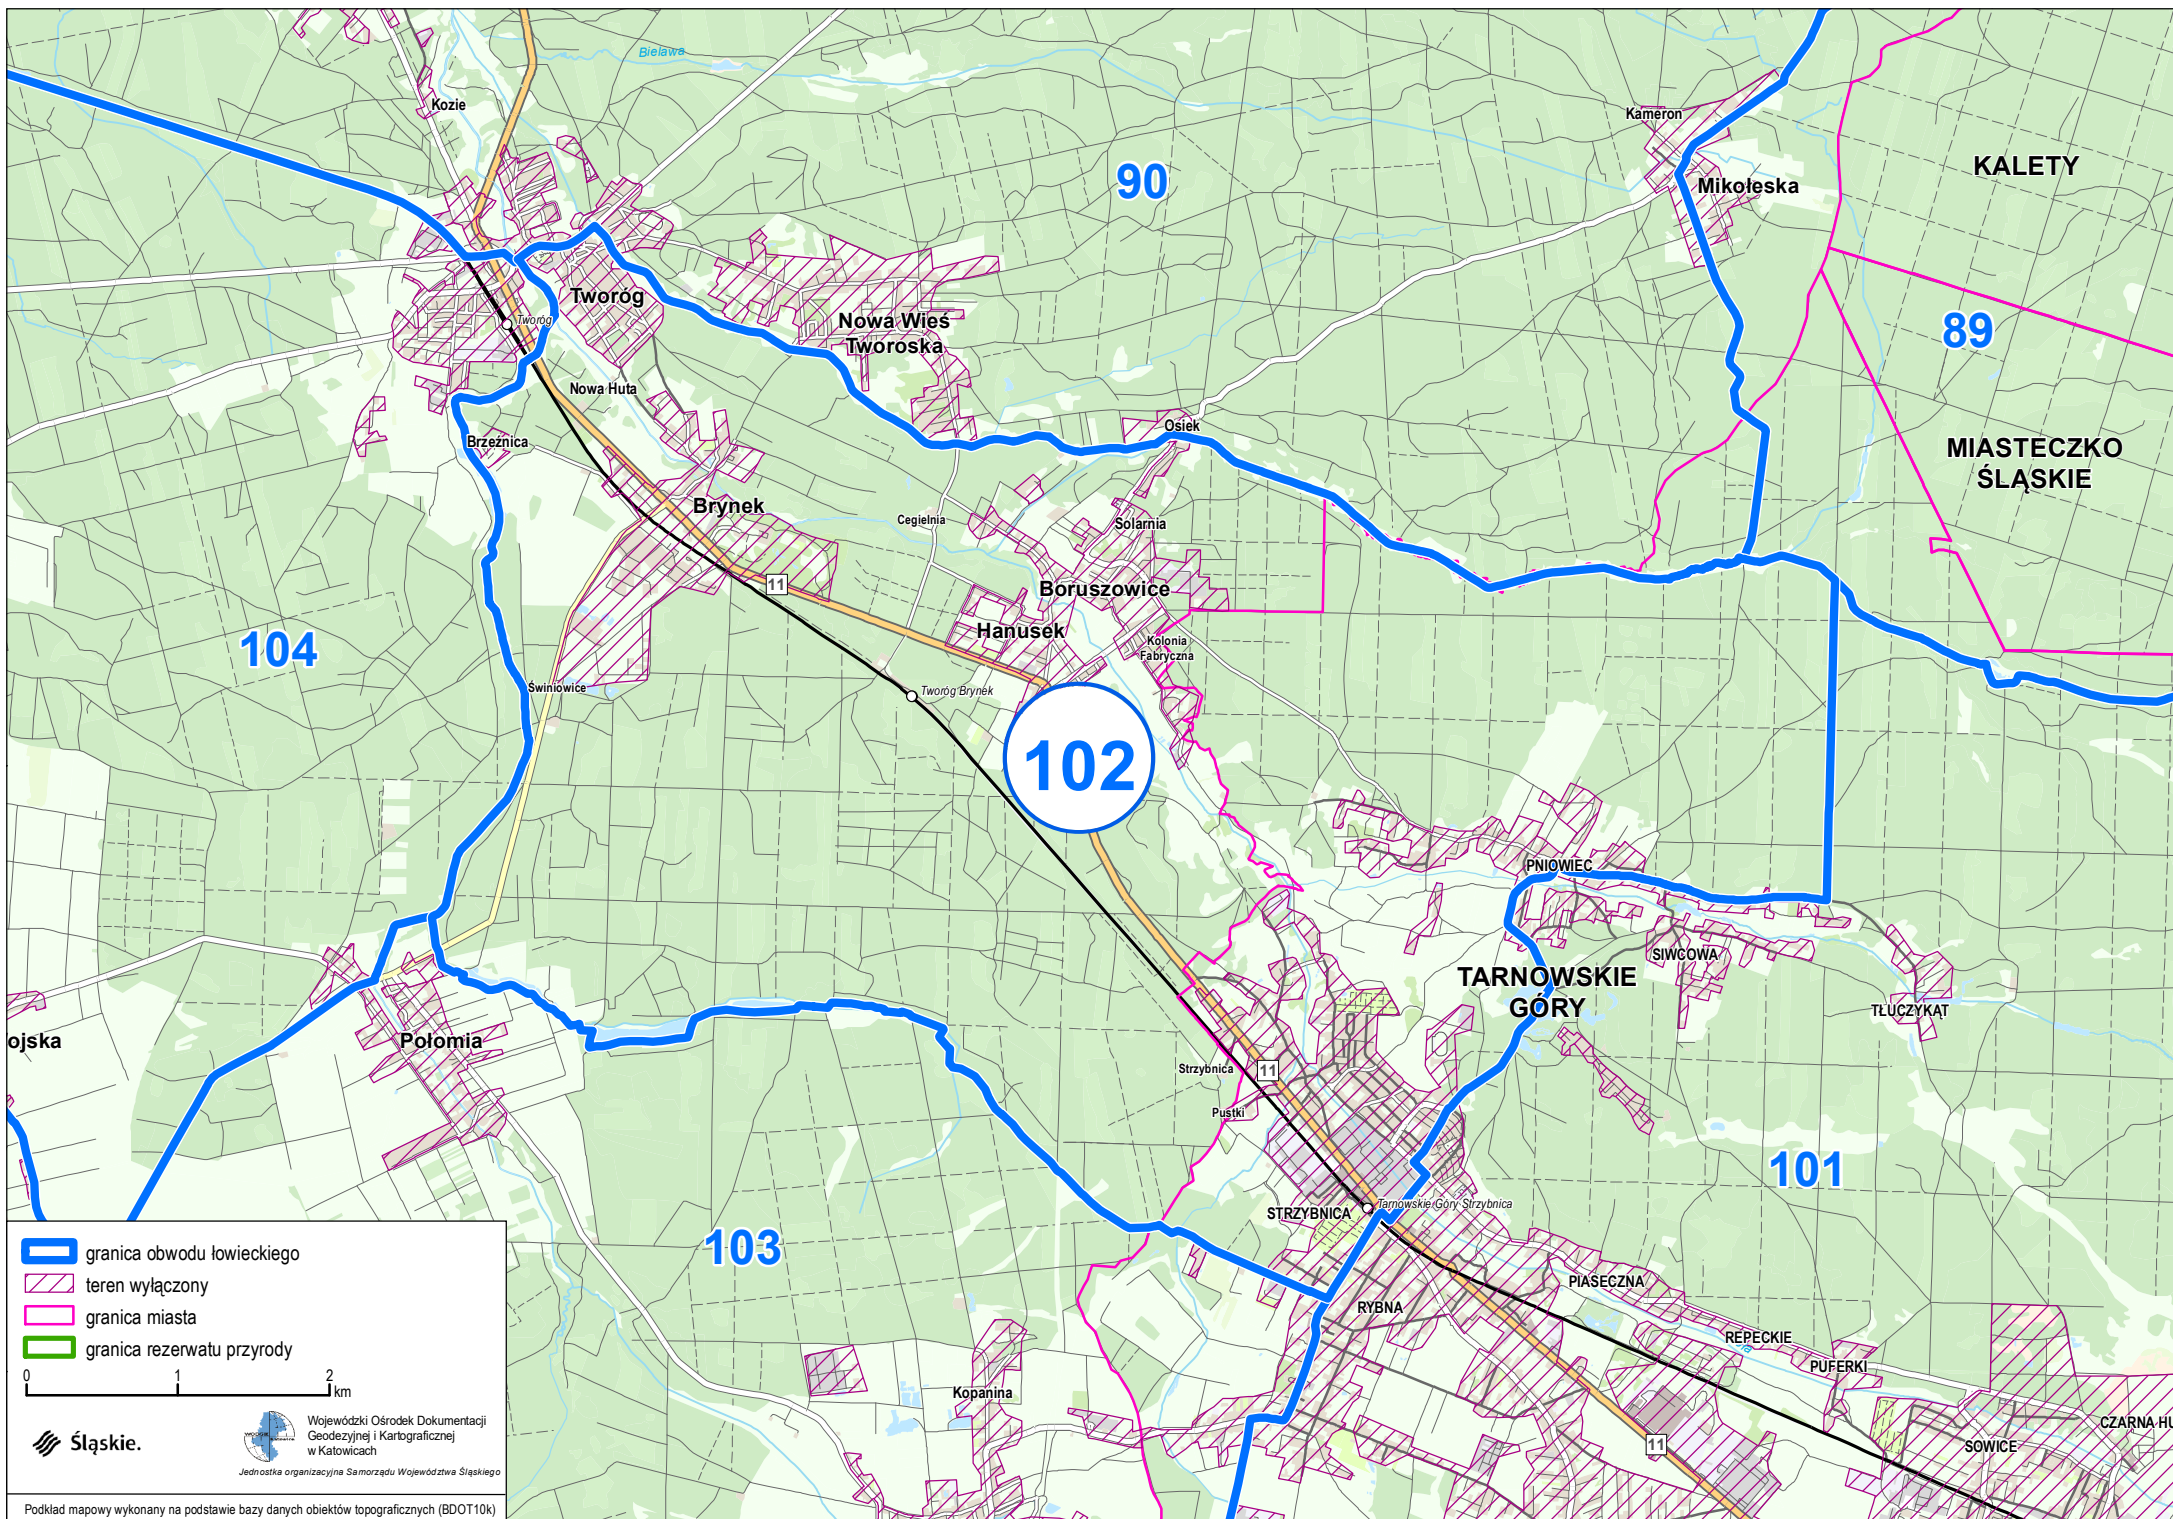 Bielawa
Kozie
Kameron
KALETY
90
Mikołeska
Tworóg
Tworóg
Nowa Wieś
Tworoska
89
Nowa Huta
Osiek
Brzeźnica
MIASTECZKO
ŚLĄSKIE
Brynek
Cegielnia
Solarnia
11
Boruszowice
Hanusek
Kolonia
Fabryczna
104
Świniowice
Tworóg Brynek
102
PNIOWIEC
SIWCOWA
TARNOWSKIE
GÓRY
TŁUCZYKĄT
ojska
Połomia
Strzybnica
11
Pustki
101
Tarnowskie Góry Strzybnica
STRZYBNICA
103
PIASECZNA
RYBNA
REPECKIE
PUFERKI
Kopanina
CZARNA HU
11
SOWICE
granica obwodu łowieckiego
teren wyłączony
granica miasta
granica rezerwatu przyrody
0 1 2
km
Śląskie.
Wojewódzki Ośrodek Dokumentacji
Geodezyjnej i Kartograficznej
w Katowicach
Jednostka organizacyjna Samorządu Województwa Śląskiego
Podkład mapowy wykonany na podstawie bazy danych obiektów topograficznych (BDOT10k)